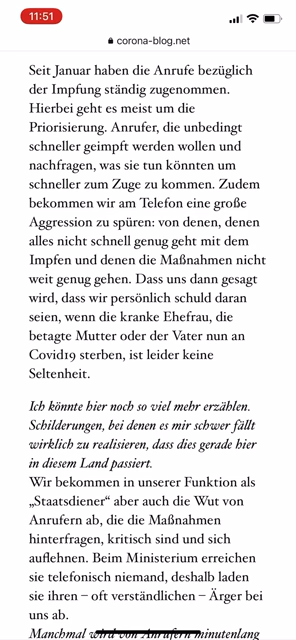 11:51
corona-blog.net
Seit Januar haben die Anrufe bezüglich
der Impfung ständig zugenommen.
Hierbei geht es meist um die
Priorisierung. Anrufer, die unbedingt
schneller geimpft werden wollen und
nachfragen, was sie tun könnten um
schneller zum Zuge zu kommen. Zudem
bekommen wir am Telefon eine große
Aggression zu spüren: von denen, denen
alles nicht schnell genug geht mit dem
Impfen und denen die Maßnahmen nicht
weit genug gehen. Dass uns dann gesagt
wird, dass wir persönlich schuld daran
seien, wenn die kranke Ehefrau, die
betagte Mutter oder der Vater nun an
Covid19 sterben, ist leider keine
Seltenheit.
Ich könnte hier noch so viel mehr erzählen.
Schilderungen, bei denen es mir schwer fällt
wirklich zu realisieren, dass dies gerade hier
in diesem Land passiert.
Wir bekommen in unserer Funktion als
„Staatsdiener“ aber auch die Wut von
Anrufern ab, die die Maßnahmen
hinterfragen, kritisch sind und sich
auflehnen. Beim Ministerium erreichen
sie telefonisch niemand, deshalb laden
sie ihren – oft verständlichen – Ärger bei
uns ab.
Manchmal wird von Anrufern minutenlang